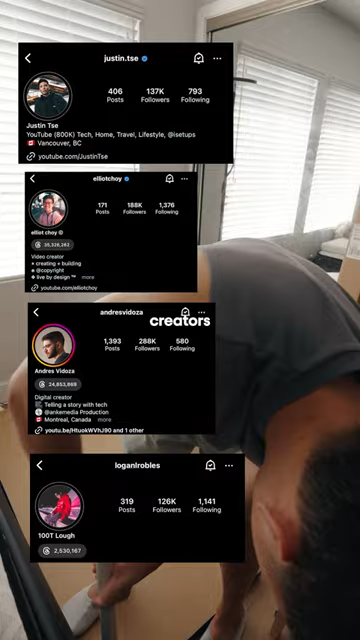 justin.tse
406 137K 793
Posts Followers Following
Justin Tse
YouTube (800K) Tech, Home, Travel, Lifestyle, @isetups
🇨🇦 Vancouver, BC
youtube.com/JustinTse
elliotchoy
171 188K 1,376
Posts Followers Following
elliot choy
35,328,263
Video creator
creating + building
@copyright
live by design ™ more
youtube.com/elliotchoy
andresvidoza
creators
1,393 288K 580
Posts Followers Following
Andres Vidoza
24,853,868
Digital creator
Telling a story with tech
@ankemedia Production
🇨🇦 Montreal, Canada more
youtu.be/HtuokWVhJ90 and 1 other
loganlrobles
319 126K 1,141
Posts Followers Following
100T Lough
2,530,167